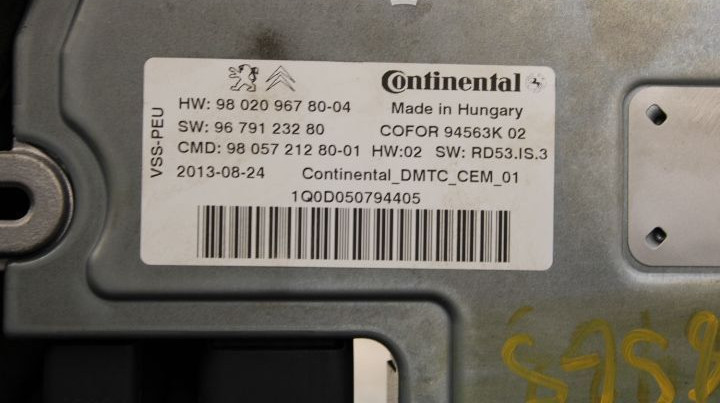 Continental
HW: 98 020 967 80-04
Made in Hungary
SW: 96 791 232 80
COFOR 94563K 02
CMD: 98 057 212 80-01 HW:02 SW: RD53.IS.3
2013-08-24 Continental_DMTC_CEM_01
1Q0D050794405
VSS-PEU